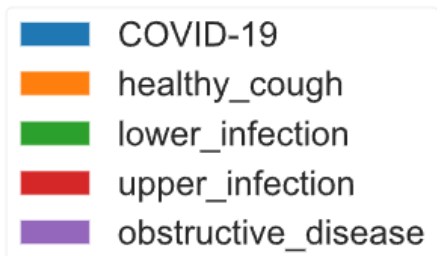 COVID-19
healthy_cough
lower_infection
upper_infection
obstructive_disease